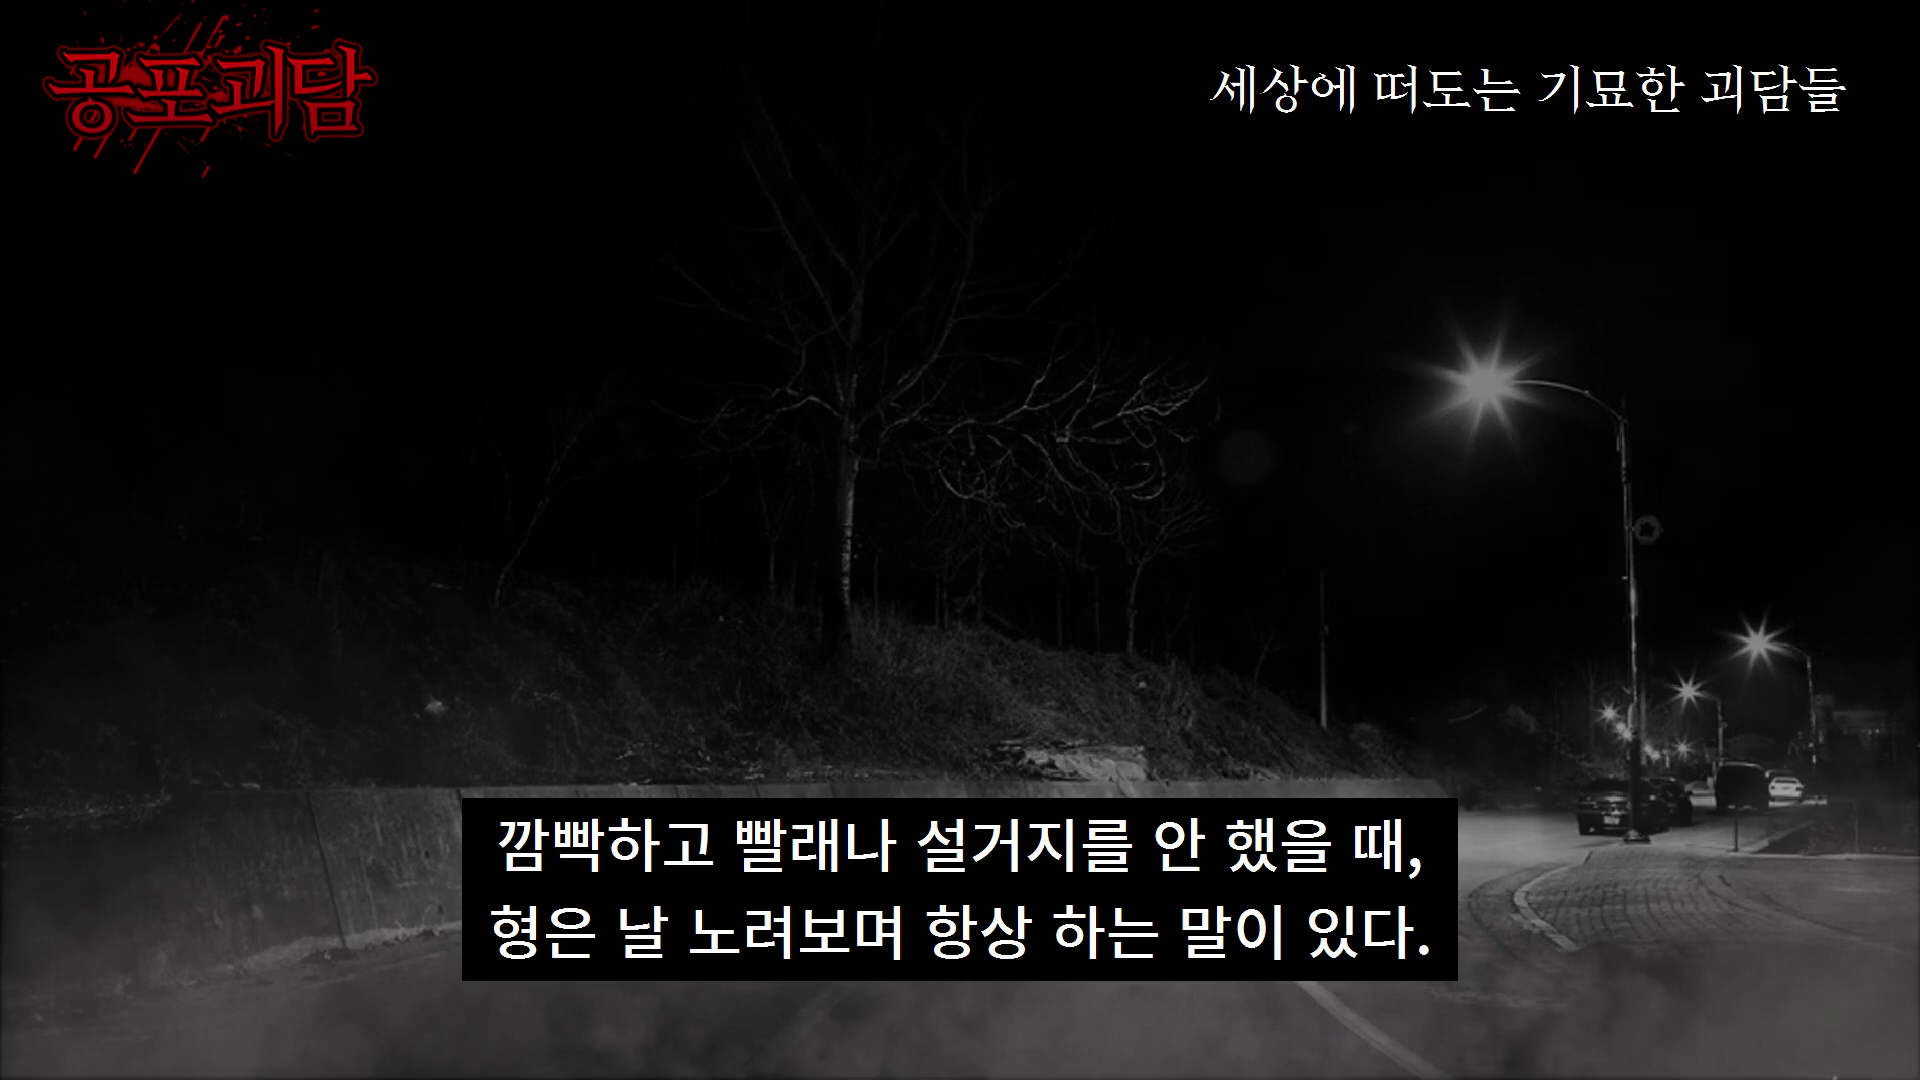 공포괴담
세상에 떠도는 기묘한 괴담들
깜빡하고 빨래나 설거지를 안 했을 때,
형은 날 노려보며 항상 하는 말이 있다.